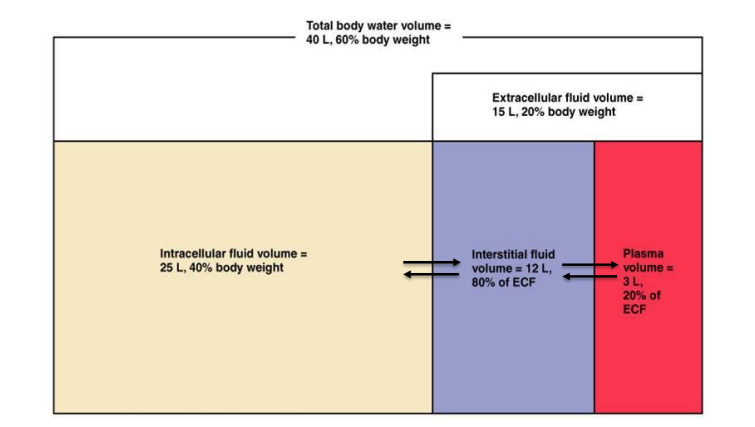 Total body water volume =
40 L, 60% body weight
Extracellular fluid volume =
15 L, 20% body weight
Intracellular fluid volume =
25 L, 40% body weight
Interstitial fluid
volume = 12 L,
80% of ECF
Plasma
volume =
3 L,
20% of
ECF